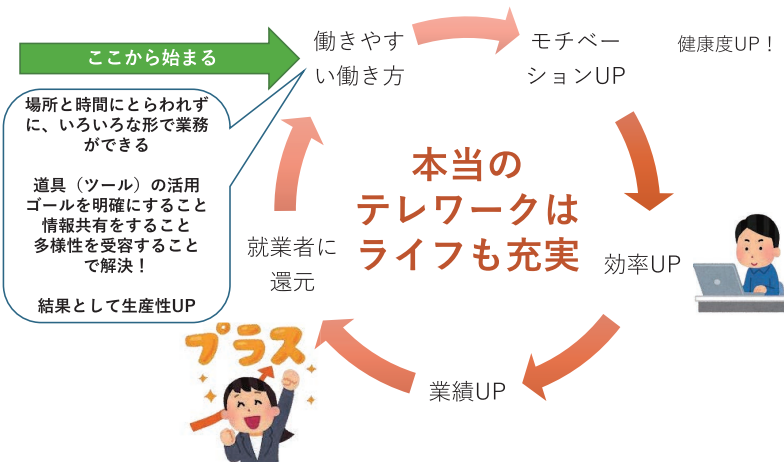 ここから始まる
働きやす
い働き方
モチベー
ションUP
健康度UP！
場所と時間にとらわれず
に、いろいろな形で業務
ができる
道具（ツール）の活用
ゴールを明確にすること
情報共有をすること
多様性を受容すること
で解決！
結果として生産性UP
本当の
テレワークは
ライフも充実
就業者に
還元
効率UP
業績UP
プラス